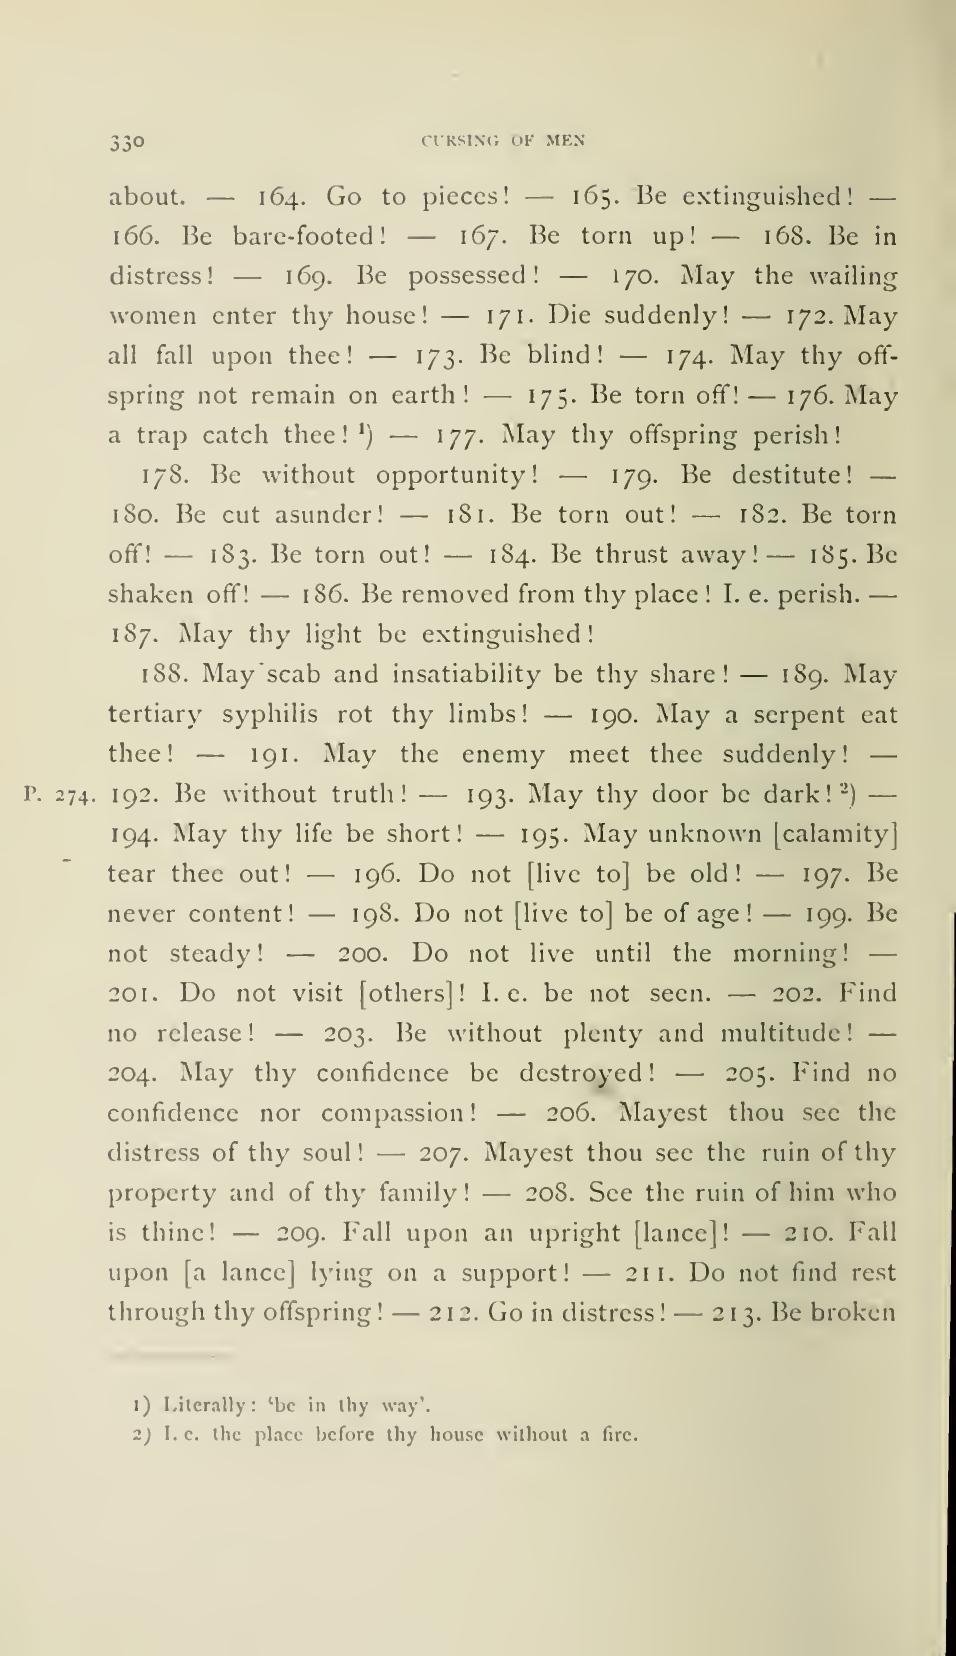 330 CURSING OF MEN
about. — 164. Go to pieces! — 165. Be extinguished! —
166. Be bare-footed! — 167. Be torn up! — 168. Be in
distress! — 169. Be possessed! — 170. May the wailing
women enter thy house! — 171. Die suddenly! — 172. May
all fall upon thee! — 173. Be blind! — 174. May thy off-
spring not remain on earth! — 175. Be torn off! — 176. May
a trap catch thee! ¹) — 177. May thy offspring perish!
178. Be without opportunity! — 179. Be destitute! —
180. Be cut asunder! — 181. Be torn out! — 182. Be torn
off! — 183. Be torn out! — 184. Be thrust away! — 185. Be
shaken off! — 186. Be removed from thy place! I. e. perish. —
187. May thy light be extinguished!
188. May scab and insatiability be thy share! — 189. May
tertiary syphilis rot thy limbs! — 190. May a serpent eat
thee! — 191. May the enemy meet thee suddenly! —
P. 274. 192. Be without truth! — 193. May thy door be dark! ²) —
194. May thy life be short! — 195. May unknown [calamity]
tear thee out! — 196. Do not [live to] be old! — 197. Be
never content! — 198. Do not [live to] be of age! — 199. Be
not steady! — 200. Do not live until the morning! —
201. Do not visit [others]! I. e. be not seen. — 202. Find
no release! — 203. Be without plenty and multitude! —
204. May thy confidence be destroyed! — 205. Find no
confidence nor compassion! — 206. Mayest thou see the
distress of thy soul! — 207. Mayest thou see the ruin of thy
property and of thy family! — 208. See the ruin of him who
is thine! — 209. Fall upon an upright [lance]! — 210. Fall
upon [a lance] lying on a support! — 211. Do not find rest
through thy offspring! — 212. Go in distress! — 213. Be broken
1) Literally: 'be in thy way'.
2) I. e. the place before thy house without a fire.